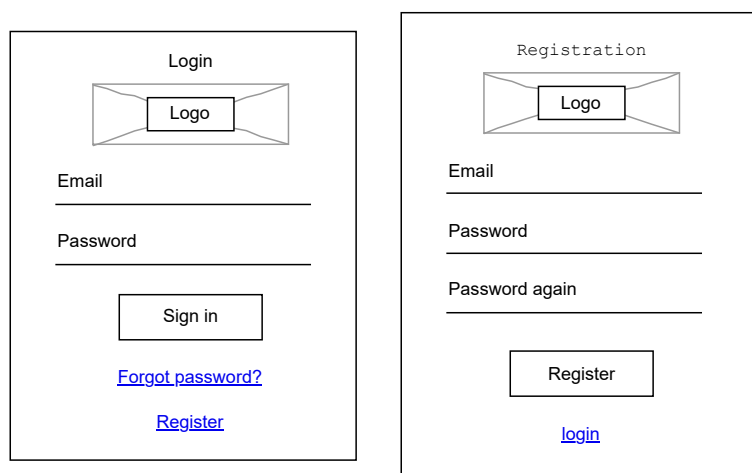 Login
Logo
Email
Password
Sign in
Forgot password?
Register
Registration
Logo
Email
Password
Password again
Register
login